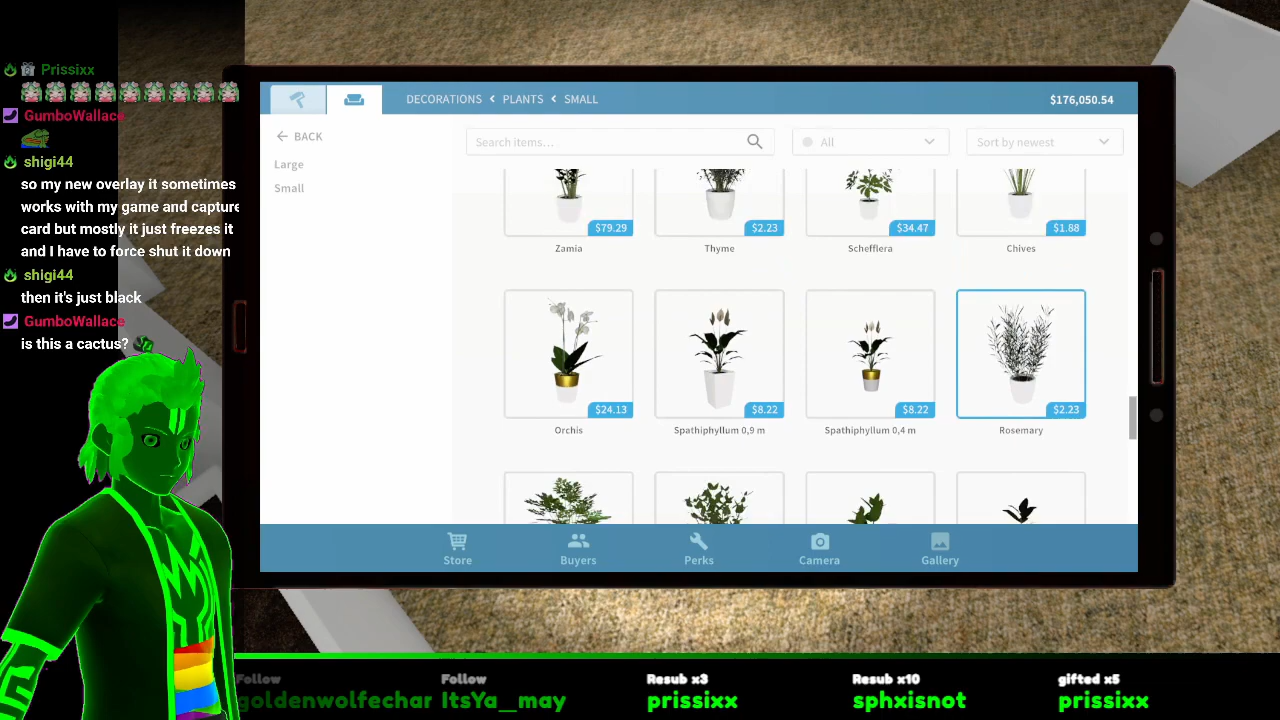 Prissixx
GumboWallace
shigi44
so my new overlay it sometimes
works with my game and capture
card but mostly it just freezes it
and I have to force shut it down
shigi44
then it's just black
GumboWallace
is this a cactus?
DECORATIONS < PLANTS < SMALL
$176,050.54
BACK
Large
Small
Search items...
All
Sort by newest
$79.29
$2.23
$34.47
$1.88
Zamia
Thyme
Schefflera
Chives
$24.13
$8.22
$8.22
$2.23
Orchis
Spathiphyllum 0,9 m
Spathiphyllum 0,4 m
Rosemary
Store
Buyers
Perks
Camera
Gallery
Follow
goldenwolfechar
Follow
ItsYa_may
Resub x3
prissixx
Resub x10
sphxisnot
gifted x5
prissixx